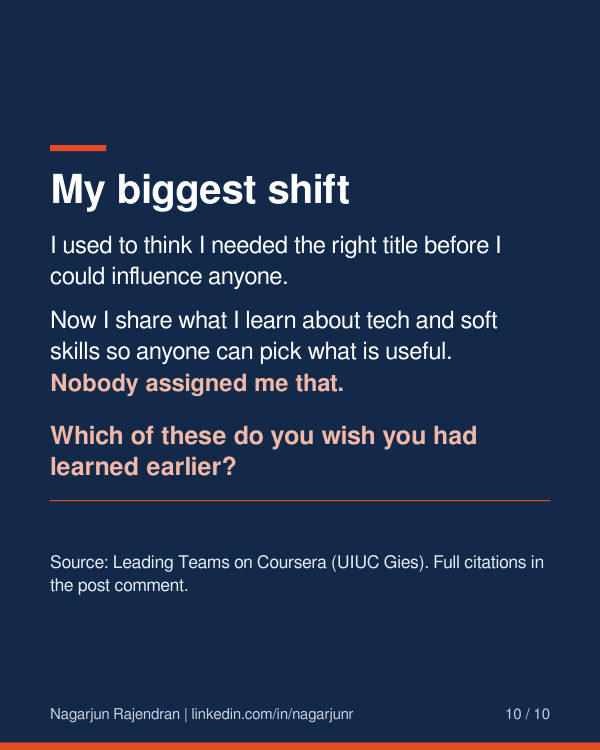 My biggest shift
I used to think I needed the right title before I
could influence anyone.
Now I share what I learn about tech and soft
skills so anyone can pick what is useful.
Nobody assigned me that.
Which of these do you wish you had
learned earlier?
Source: Leading Teams on Coursera (UIUC Gies). Full citations in
the post comment.
Nagarjun Rajendran | linkedin.com/in/nagarjunr
10 / 10